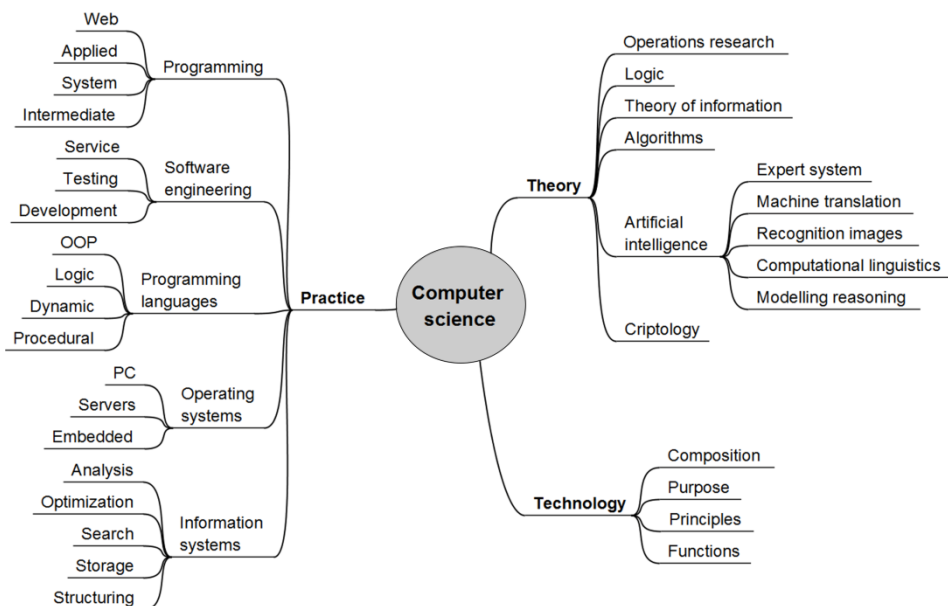 Computer
science
Practice
Programming
Web
Applied
System
Intermediate
Software
engineering
Service
Testing
Development
Programming
languages
OOP
Logic
Dynamic
Procedural
Operating
systems
PC
Servers
Embedded
Information
systems
Analysis
Optimization
Search
Storage
Structuring
Theory
Operations research
Logic
Theory of information
Algorithms
Artificial
intelligence
Expert system
Machine translation
Recognition images
Computational linguistics
Modelling reasoning
Criptology
Technology
Composition
Purpose
Principles
Functions